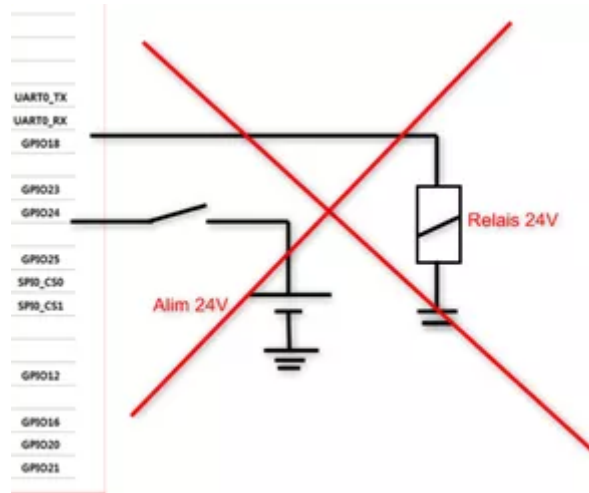 UART0_TX
UART0_RX
GPIO18
GPIO23
GPIO24
Relais 24V
GPIO25
SPI0_CS0
SPI0_CS1
Alim 24V
GPIO12
GPIO16
GPIO20
GPIO21